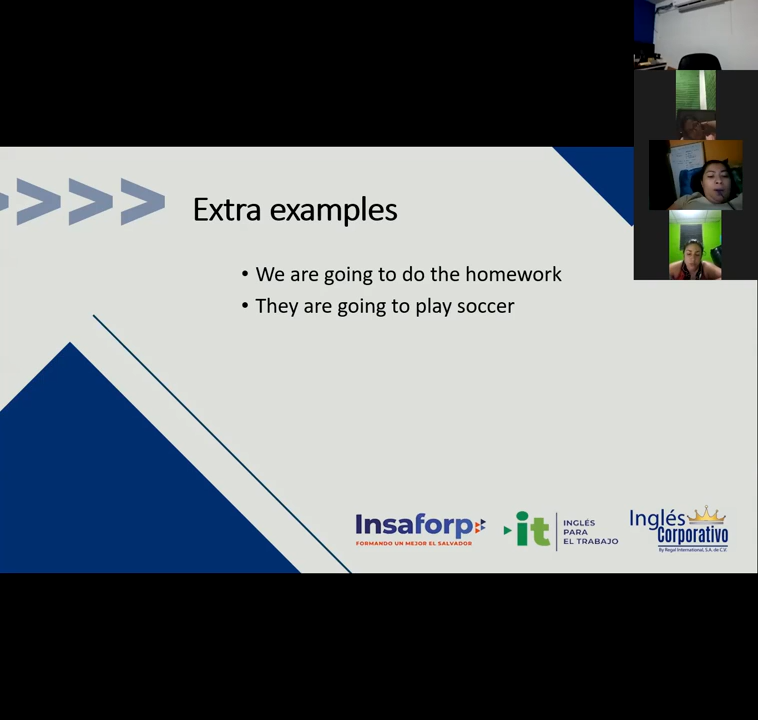 Extra examples
• We are going to do the homework
• They are going to play soccer
Insaforp
FORMANDO UN MEJOR EL SALVADOR
it
INGLÉS
PARA
EL TRABAJO
Inglés
Corporativo
By Regal International, S.A. de C.V.